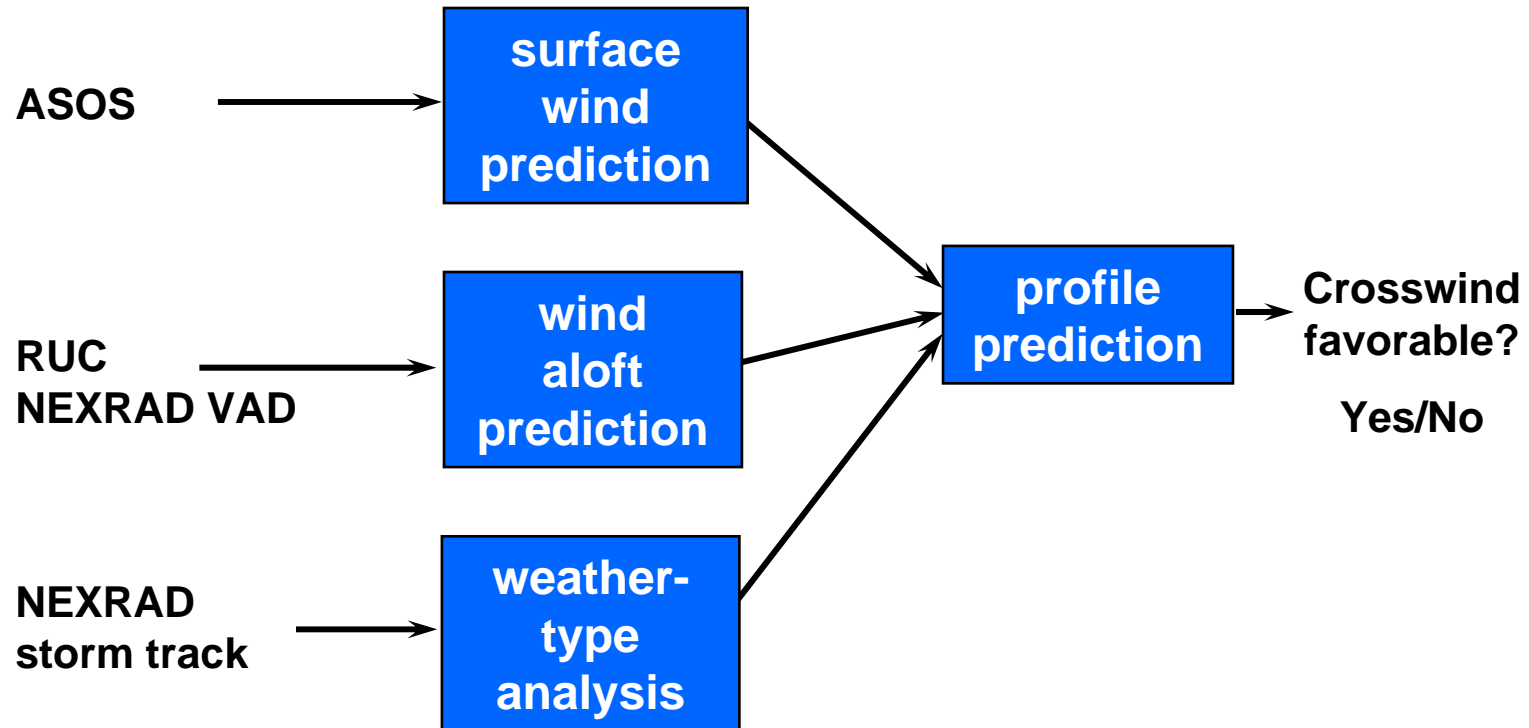 ASOS
surface
wind
prediction
RUC
NEXRAD VAD
wind
aloft
prediction
NEXRAD
storm track
weather-
type
analysis
profile
prediction
Crosswind
favorable?
Yes/No